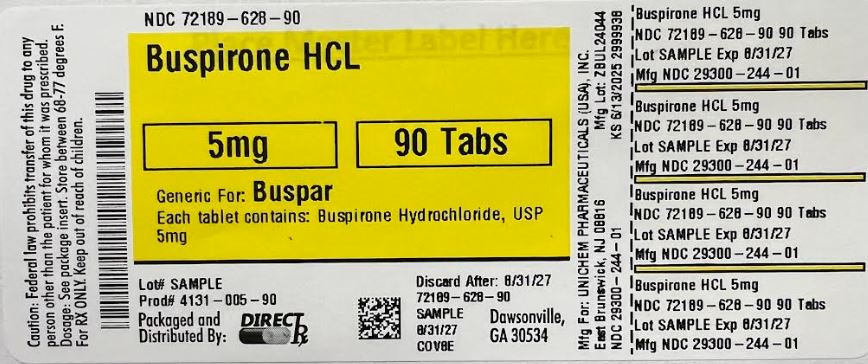 NDC 72189-628-90
Place Master Label Here
Buspirone HCL
5mg
90 Tabs
Generic For: Buspar
Each tablet contains: Buspirone Hydrochloride, USP
5mg
Caution: Federal law prohibits transfer of this drug to any
person other than the patient for whom it was prescribed.
Dosage: See package insert. Store between 68-77 degrees F.
For RX ONLY. Keep out of reach of children.
Lot# SAMPLE
Prod# 4131-005-90
Packaged and
Distributed By:
DIRECT Rx
Discard After: 8/31/27
72189-628-90
SAMPLE
8/31/27
COV8E
Dawsonville,
GA 30534
Mfg For: UNICHEM PHARMACEUTICALS (USA), INC.
East Brunswick, NJ 08816
Mfg Lot: ZBUL24044
NDC 29300-244-01
KS 6/13/2025 2999938
Buspirone HCL 5mg
NDC 72189-628-90 90 Tabs
Lot SAMPLE Exp 8/31/27
Mfg NDC 29300-244-01
Buspirone HCL 5mg
NDC 72189-628-90 90 Tabs
Lot SAMPLE Exp 8/31/27
Mfg NDC 29300-244-01
Buspirone HCL 5mg
NDC 72189-628-90 90 Tabs
Lot SAMPLE Exp 8/31/27
Mfg NDC 29300-244-01
Buspirone HCL 5mg
NDC 72189-628-90 90 Tabs
Lot SAMPLE Exp 8/31/27
Mfg NDC 29300-244-01